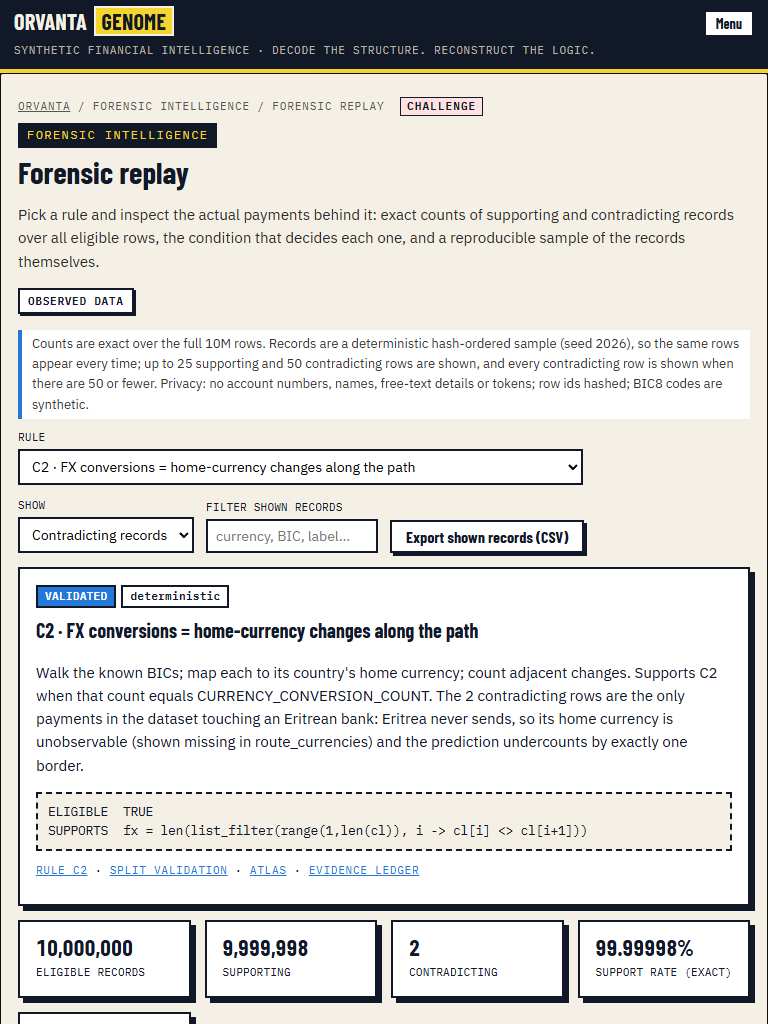 ORVANTA GENOME
Menu
SYNTHETIC FINANCIAL INTELLIGENCE · DECODE THE STRUCTURE. RECONSTRUCT THE LOGIC.
ORVANTA / FORENSIC INTELLIGENCE / FORENSIC REPLAY CHALLENGE
FORENSIC INTELLIGENCE
Forensic replay
Pick a rule and inspect the actual payments behind it: exact counts of supporting and contradicting records
over all eligible rows, the condition that decides each one, and a reproducible sample of the records
themselves.
OBSERVED DATA
Counts are exact over the full 10M rows. Records are a deterministic hash-ordered sample (seed 2026), so the same rows
appear every time; up to 25 supporting and 50 contradicting rows are shown, and every contradicting row is shown when
there are 50 or fewer. Privacy: no account numbers, names, free-text details or tokens; row ids hashed; BIC8 codes are
synthetic.
RULE
C2 · FX conversions = home-currency changes along the path
SHOW
FILTER SHOWN RECORDS
Contradicting records
currency, BIC, label...
Export shown records (CSV)
VALIDATED deterministic
C2 · FX conversions = home-currency changes along the path
Walk the known BICs; map each to its country's home currency; count adjacent changes. Supports C2
when that count equals CURRENCY_CONVERSION_COUNT. The 2 contradicting rows are the only
payments in the dataset touching an Eritrean bank: Eritrea never sends, so its home currency is
unobservable (shown missing in route_currencies) and the prediction undercounts by exactly one
border.
ELIGIBLE TRUE
SUPPORTS fx = len(list_filter(range(1,len(cl)), i -> cl[i] <> cl[i+1]))
RULE C2 · SPLIT VALIDATION · ATLAS · EVIDENCE LEDGER
10,000,000
ELIGIBLE RECORDS
9,999,998
SUPPORTING
2
CONTRADICTING
99.99998%
SUPPORT RATE (EXACT)